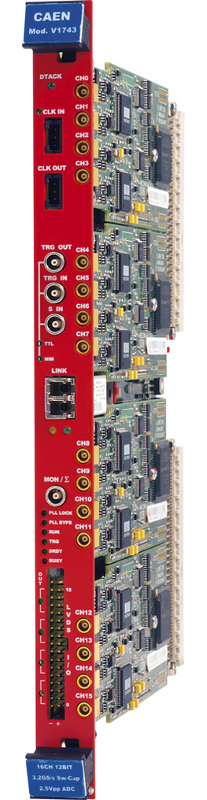 CAEN
Mod. V1743
DTACK
CH0
CLK IN
CH1
CH2
CLK OUT
CH3
TRG OUT
CH4
TRG IN
CH5
S IN
CH6
CH7
TTL
NIM
LINK
CH8
CH9
MON/Σ
CH10
PLL LOCK
CH11
PLL BYPS
RUN
TRG
DRDY
BUSY
OUT
15
LVDS I/O
CH12
CH13
CH14
CH15
0
- +
16CH 12BIT
3.2GS/s Sw-Cap
2.5Vpp ADC